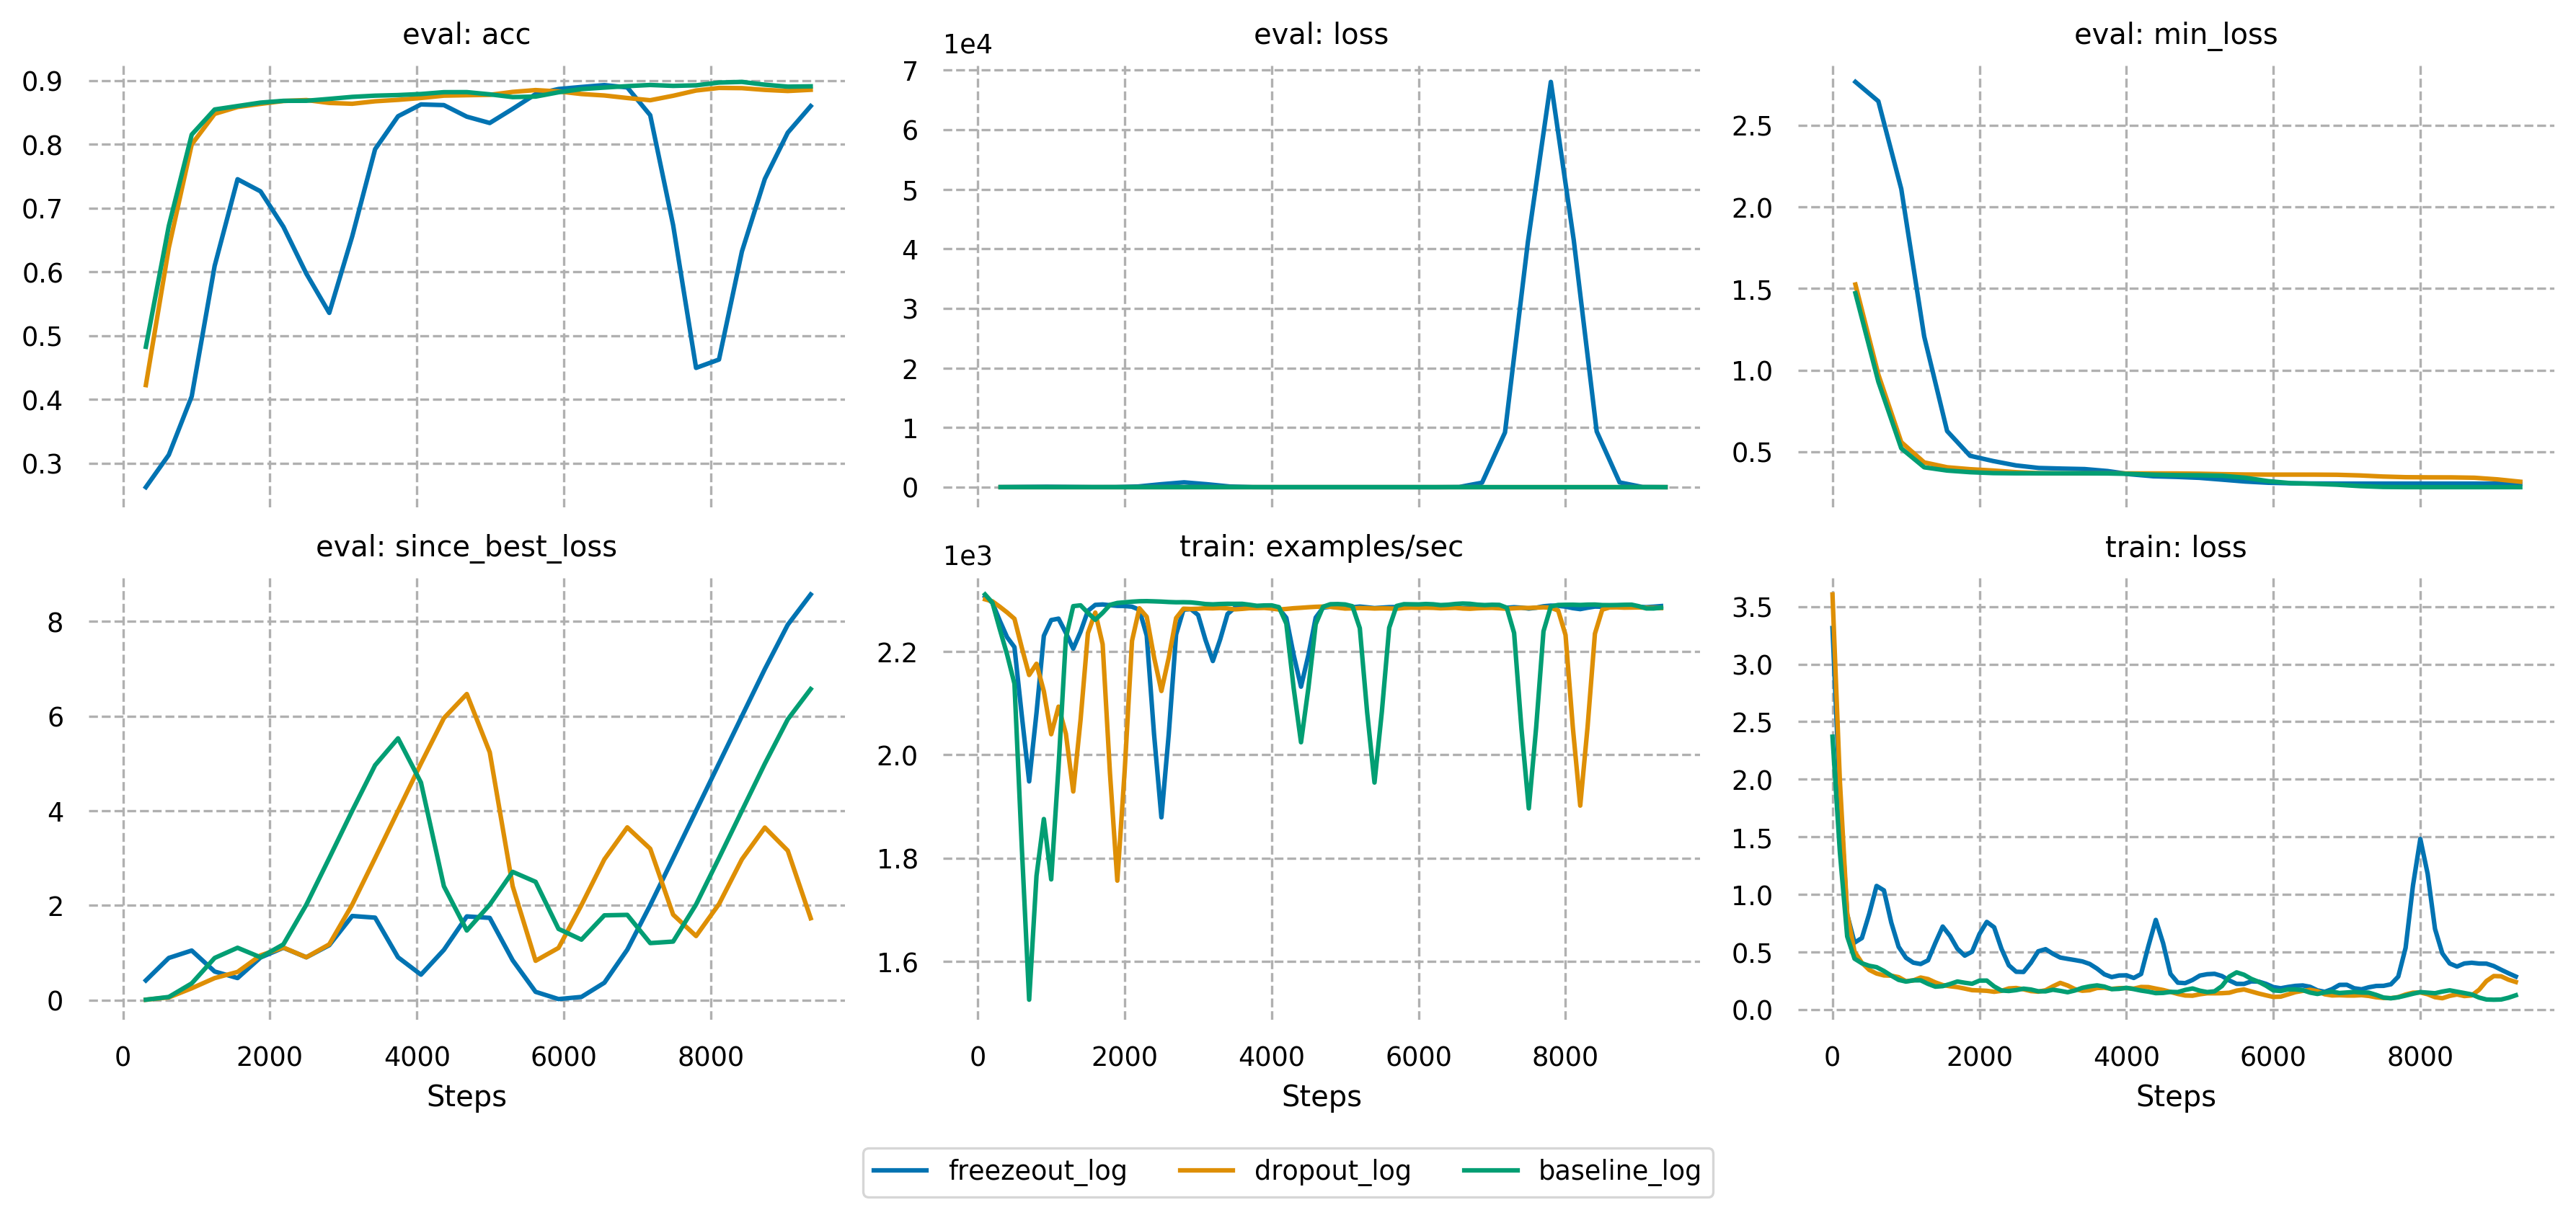 eval: acc
0.9
0.8
0.7
0.6
0.5
0.4
0.3
eval: loss
1e4
7
6
5
4
3
2
1
0
eval: min_loss
2.5
2.0
1.5
1.0
0.5
eval: since_best_loss
8
6
4
2
0
0 2000 4000 6000 8000
Steps
train: examples/sec
1e3
2.2
2.0
1.8
1.6
0 2000 4000 6000 8000
Steps
train: loss
3.5
3.0
2.5
2.0
1.5
1.0
0.5
0.0
0 2000 4000 6000 8000
Steps
freezeout_log dropout_log baseline_log